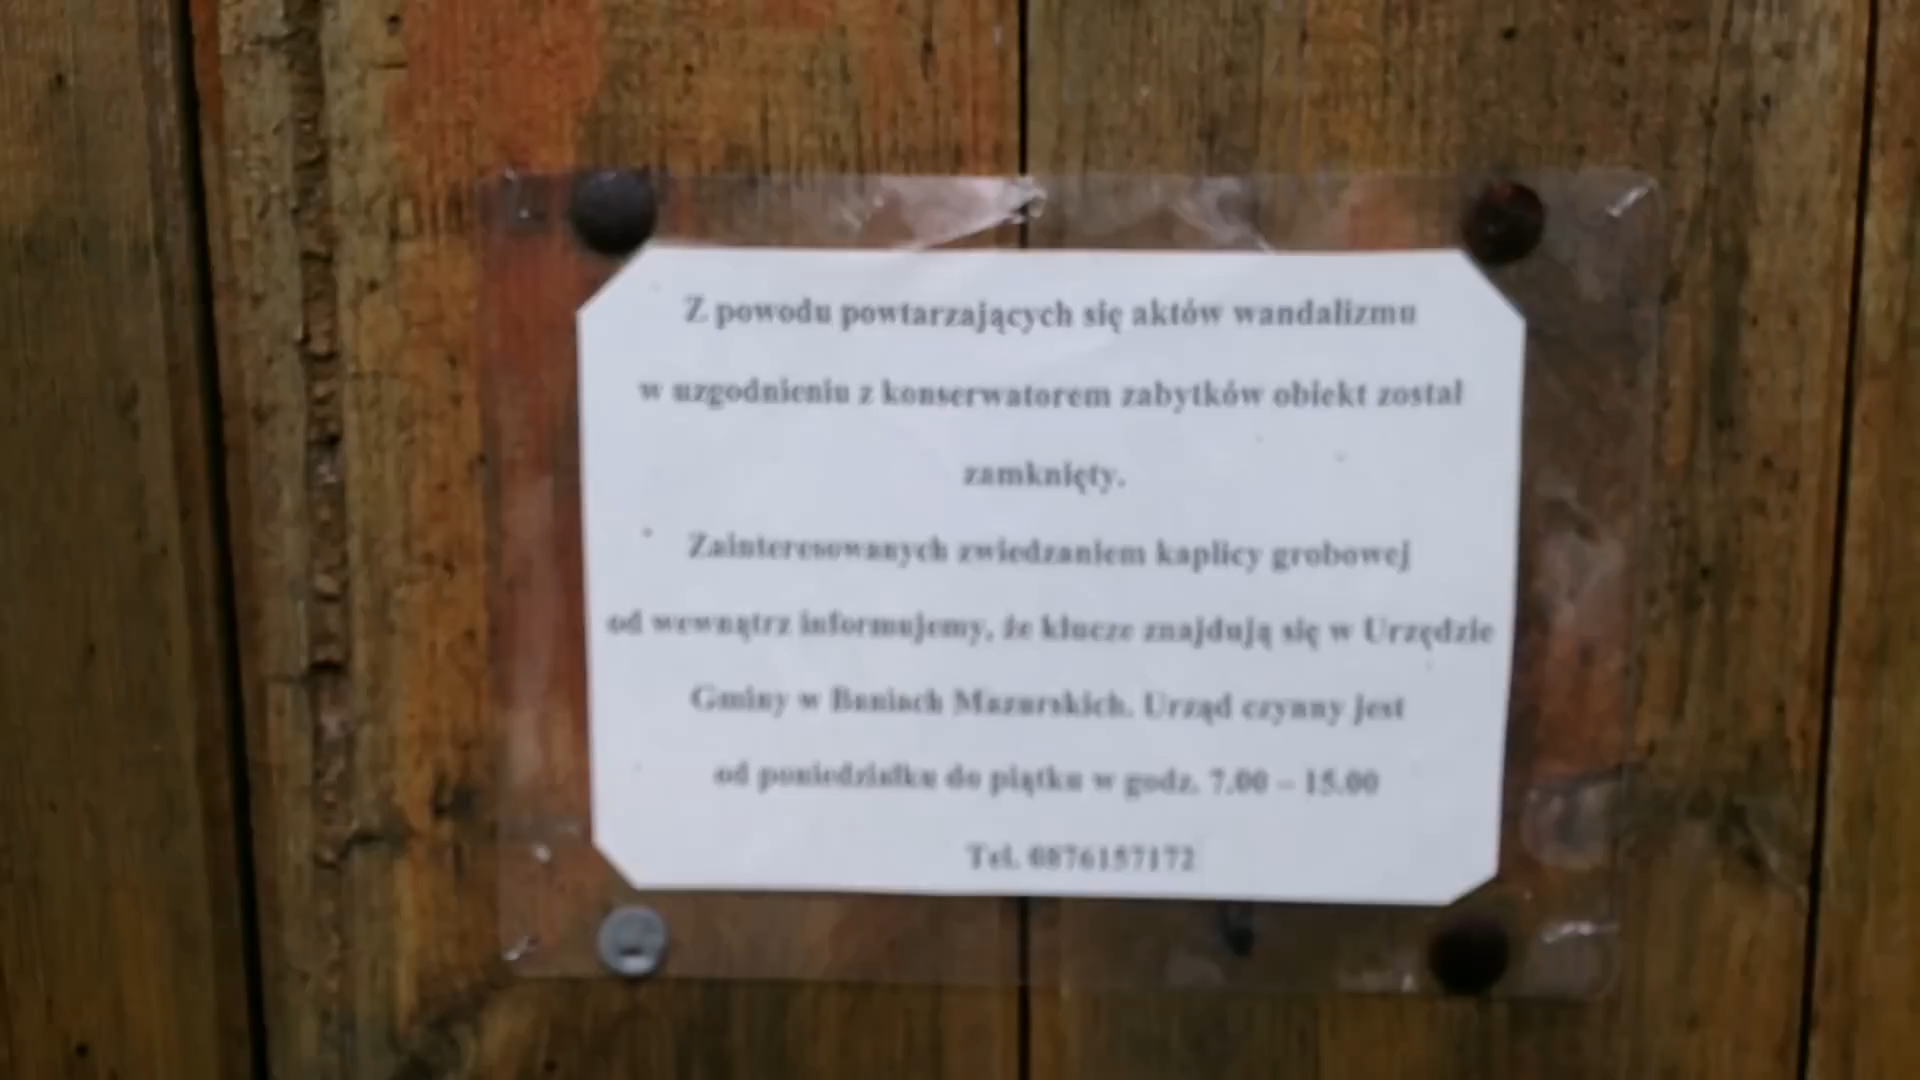 Z powodu powtarzających się aktów wandalizmu
w uzgodnieniu z konserwatorem zabytków obiekt został
zamknięty.
Zainteresowanych zwiedzaniem kaplicy grobowej
od wewnątrz informujemy, że klucze znajdują się w Urzędzie
Gminy w Baniach Mazurskich. Urząd czynny jest
od poniedziałku do piątku w godz. 7.00 – 15.00
Tel. 0876157172